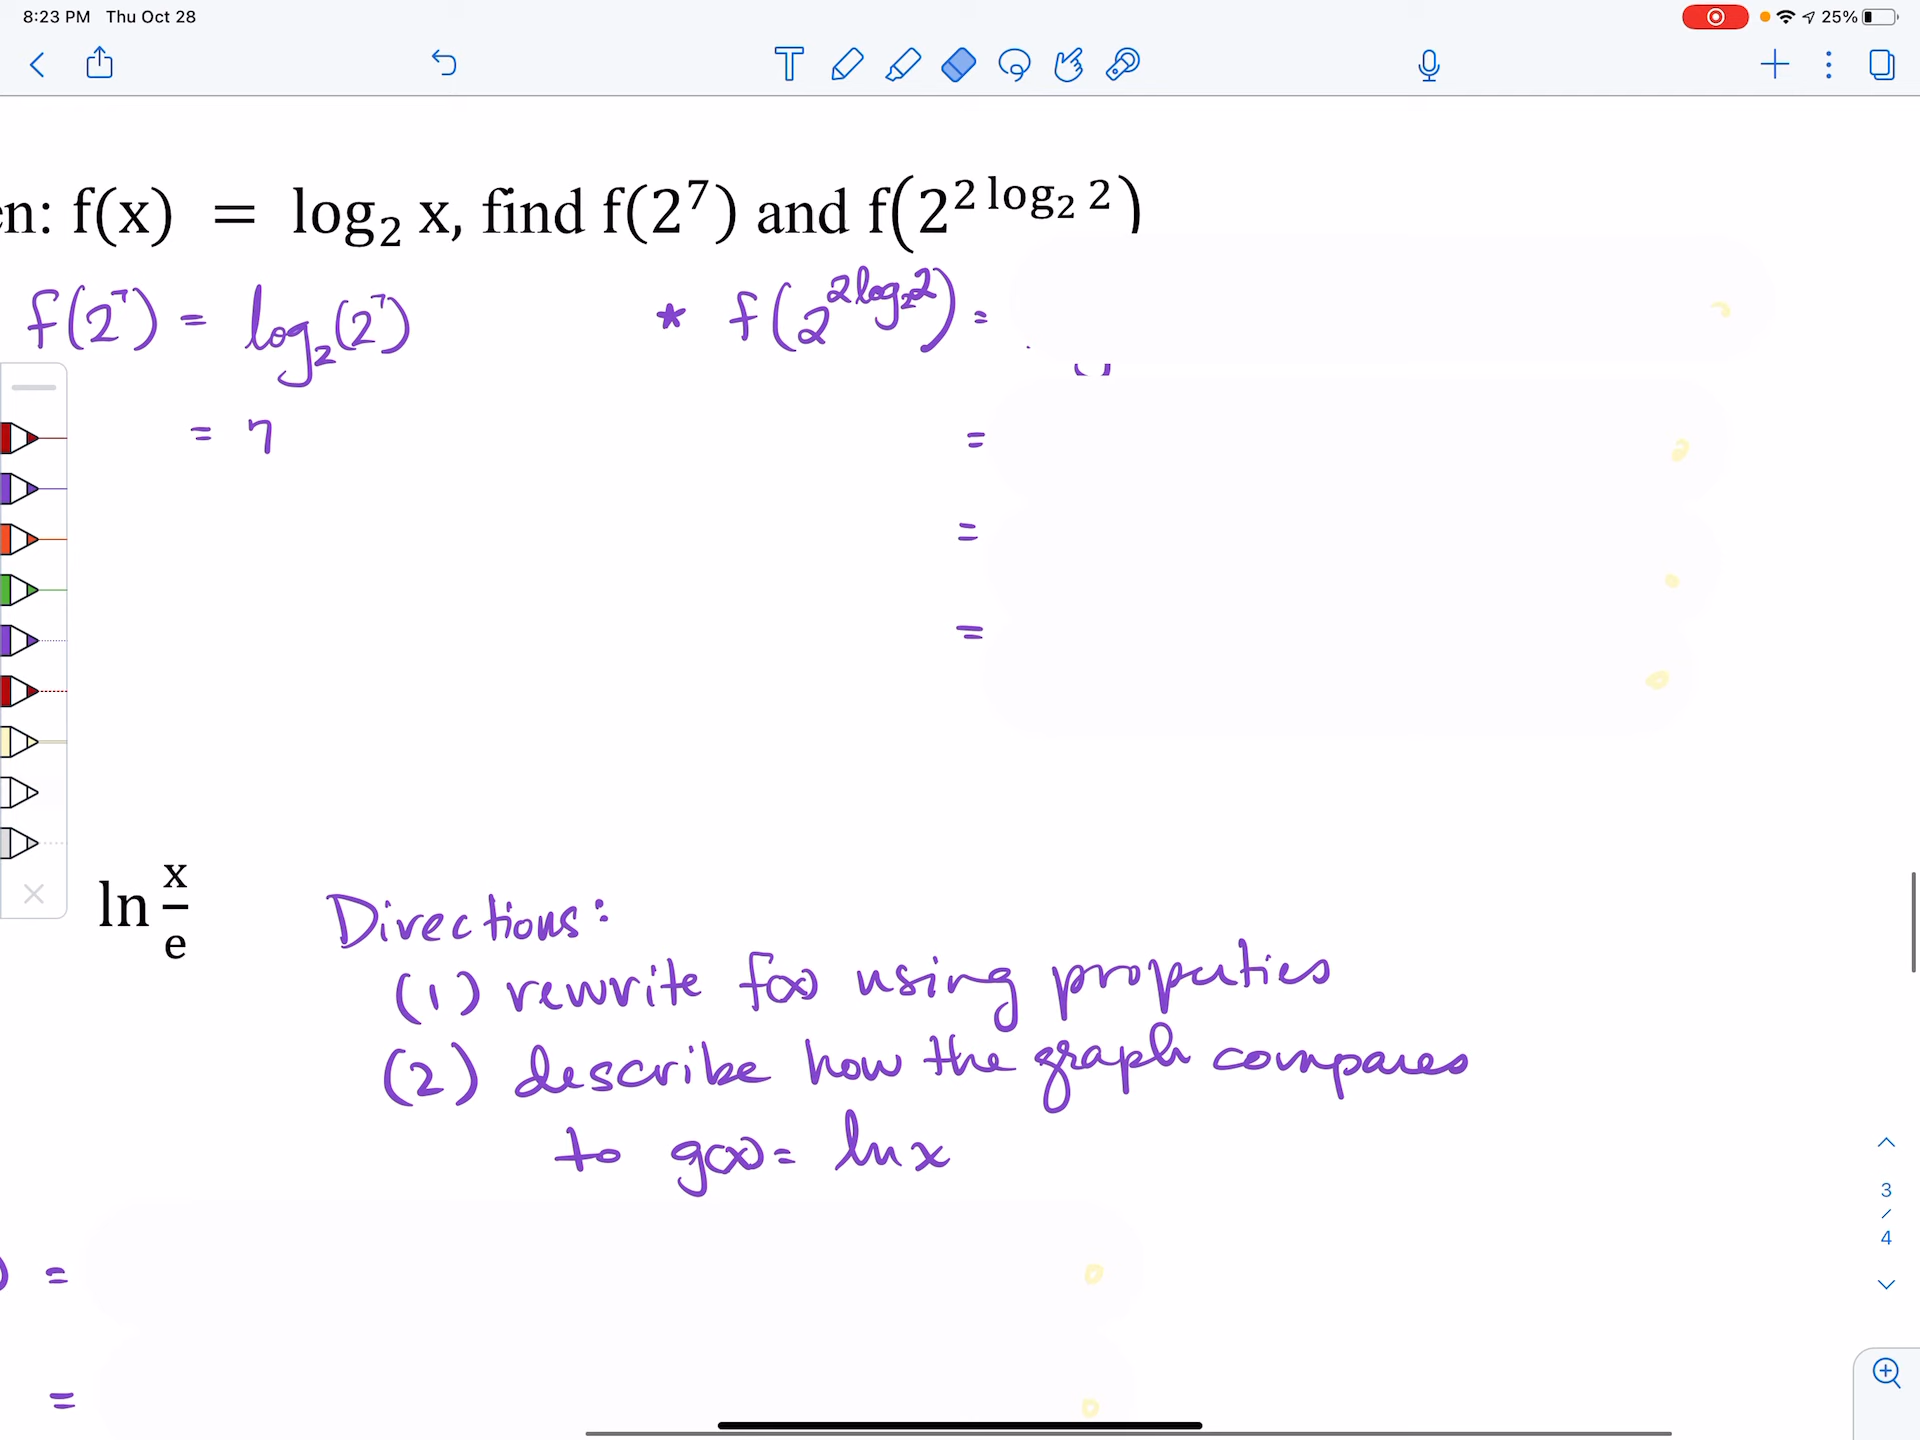 8:23 PM Thu Oct 28
25%
en: f(x) = log₂ x, find f(2⁷) and f(2^(2 log₂ 2))
f(2⁷) = log₂(2⁷)
* f(2^(2log₂2)) =
= 7
=
=
=
ln x/e
Directions:
(1) rewrite f(x) using properties
(2) describe how the graph compares
to g(x) = ln x
) =
=
3
/
4